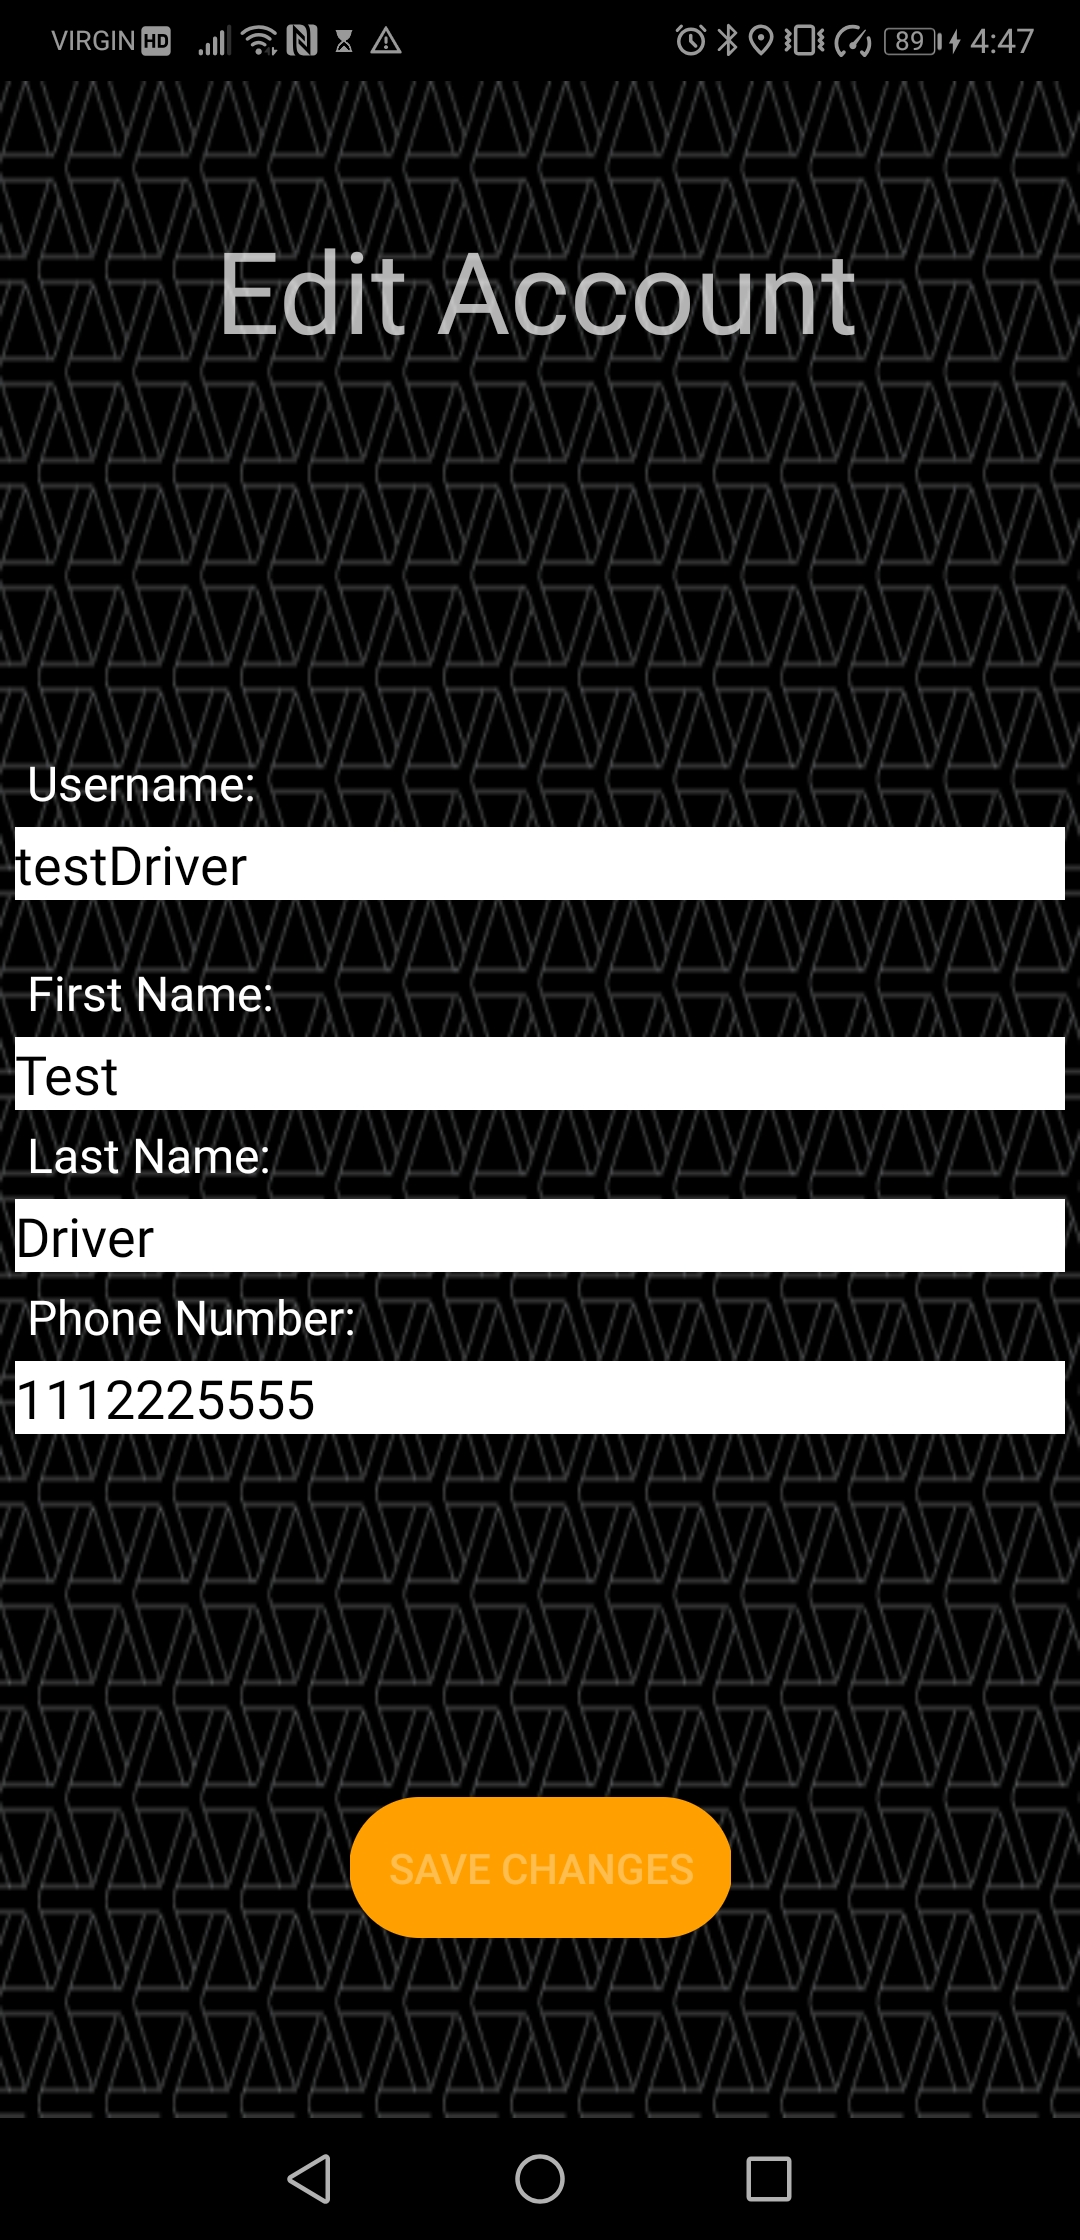 VIRGIN HD 89 4:47
Edit Account
Username:
testDriver
First Name:
Test
Last Name:
Driver
Phone Number:
1112225555
SAVE CHANGES